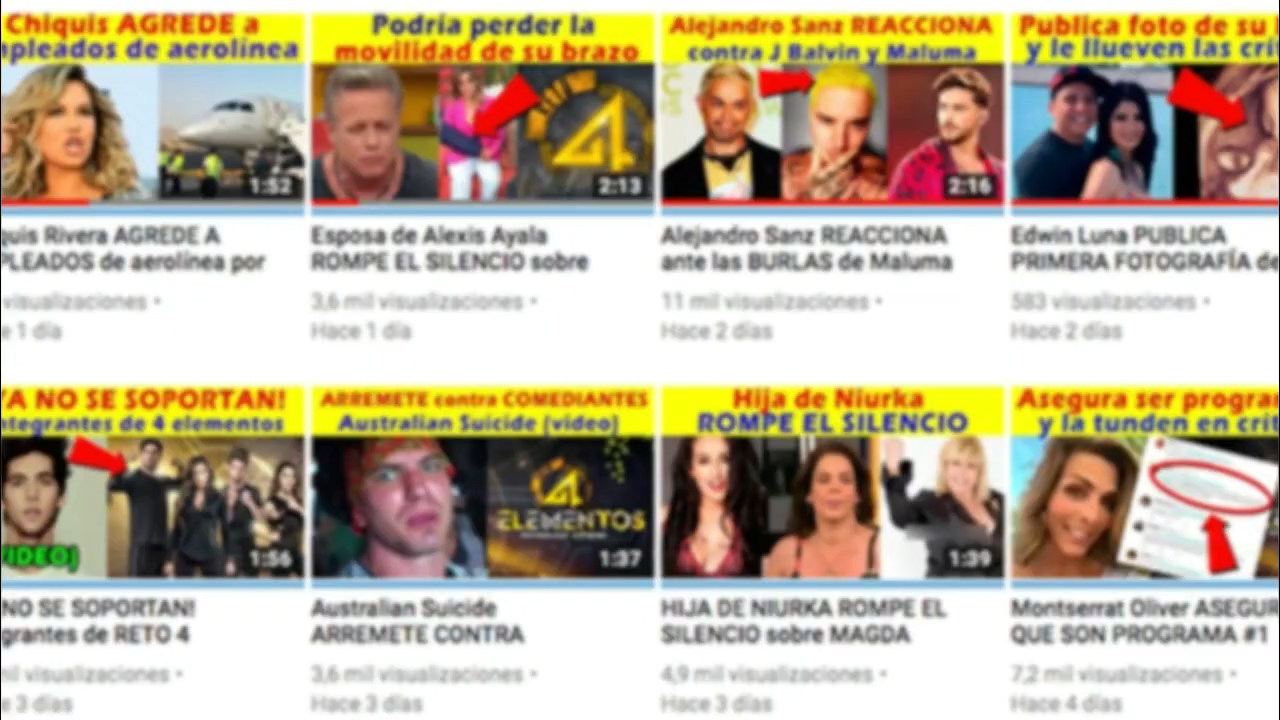 Chiquis AGREDE a
mpleados de aerolínea
1:52
quis Rivera AGREDE A
PLEADOS de aerolínea por
visualizaciones •
e 1 día
Podría perder la
movilidad de su brazo
4
2:13
Esposa de Alexis Ayala
ROMPE EL SILENCIO sobre
3,6 mil visualizaciones •
Hace 1 día
Alejandro Sanz REACCIONA
contra J Balvin y Maluma
2:16
Alejandro Sanz REACCIONA
ante las BURLAS de Maluma
11 mil visualizaciones •
Hace 2 días
Publica foto de su
y le llueven las crít
Edwin Luna PUBLICA
PRIMERA FOTOGRAFÍA de
583 visualizaciones •
Hace 2 días
YA NO SE SOPORTAN!
ntegrantes de 4 elementos
VIDEO)
1:56
NO SE SOPORTAN!
grantes de RETO 4
mil visualizaciones •
e 3 días
ARREMETE contra COMEDIANTES
Australian Suicide (video)
4
ELEMENTOS
1:37
Australian Suicide
ARREMETE CONTRA
3,6 mil visualizaciones •
Hace 3 días
Hija de Niurka
ROMPE EL SILENCIO
1:39
HIJA DE NIURKA ROMPE EL
SILENCIO sobre MAGDA
4,9 mil visualizaciones •
Hace 3 días
Asegura ser progra
y la tunden en crít
Montserrat Oliver ASEGUR
QUE SON PROGRAMA #1
7,2 mil visualizaciones •
Hace 4 días